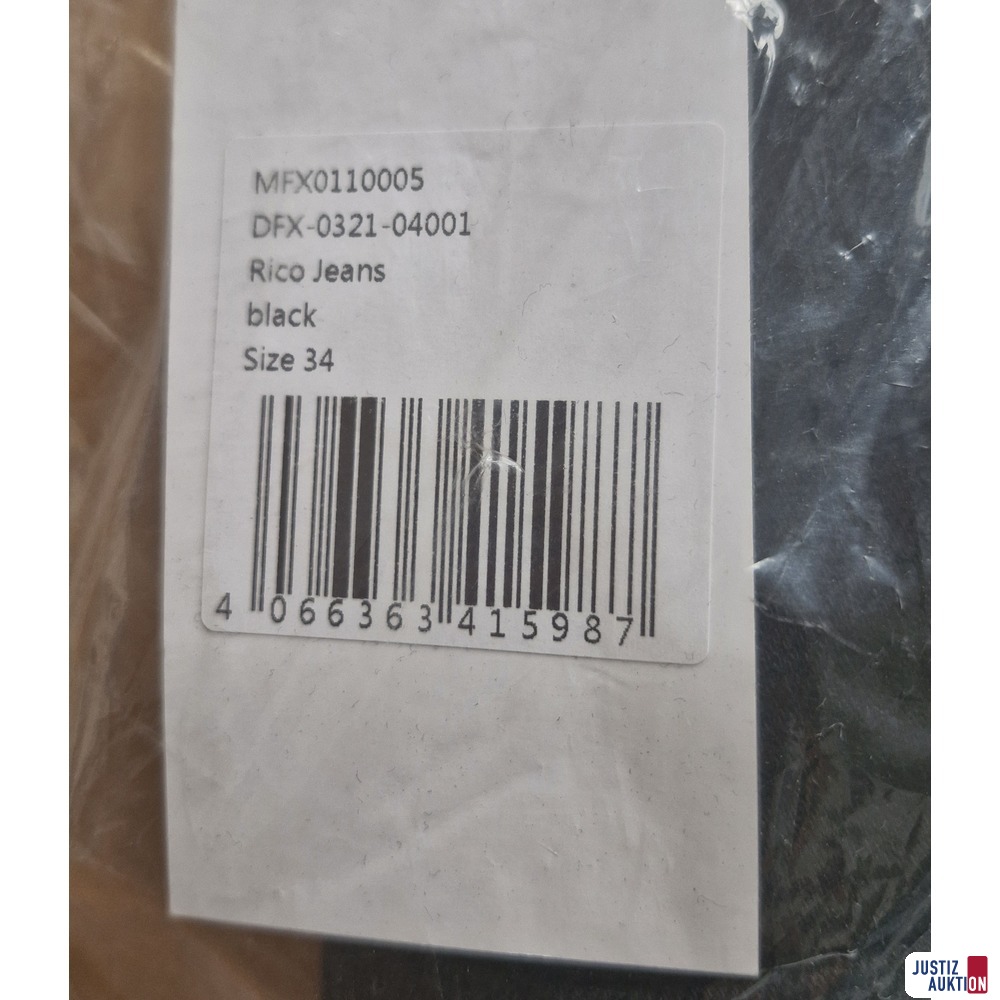 MFX0110005
DFX-0321-04001
Rico Jeans
black
Size 34
4 066363 415987
JUSTIZ
AUKTION